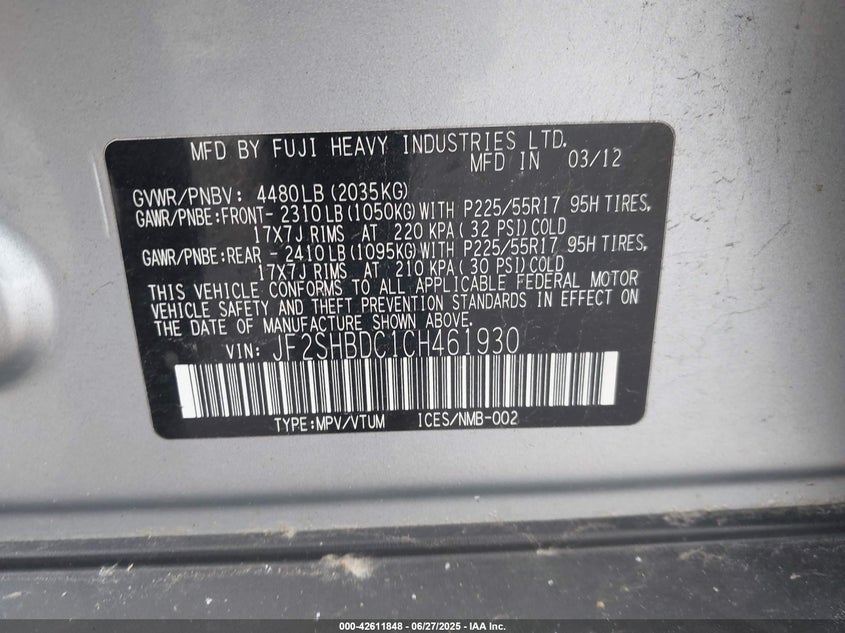 MFD BY FUJI HEAVY INDUSTRIES LTD.
MFD IN 03/12
GVWR/PNBV: 4480LB(2035KG)
GAWR/PNBE:FRONT- 2310LB(1050KG)WITH P225/55R17 95H TIRES,
17X7J RIMS AT 220 KPA( 32 PSI)COLD
GAWR/PNBE:REAR - 2410LB(1095KG)WITH P225/55R17 95H TIRES,
17X7J RIMS AT 210 KPA( 30 PSI)COLD
THIS VEHICLE CONFORMS TO ALL APPLICABLE FEDERAL MOTOR
VEHICLE SAFETY AND THEFT PREVENTION STANDARDS IN EFFECT ON
THE DATE OF MANUFACTURE SHOWN ABOVE.
VIN: JF2SHBDC1CH461930
TYPE:MPV/VTUM ICES/NMB-002
000-42611848 - 06/27/2025 - IAA Inc.